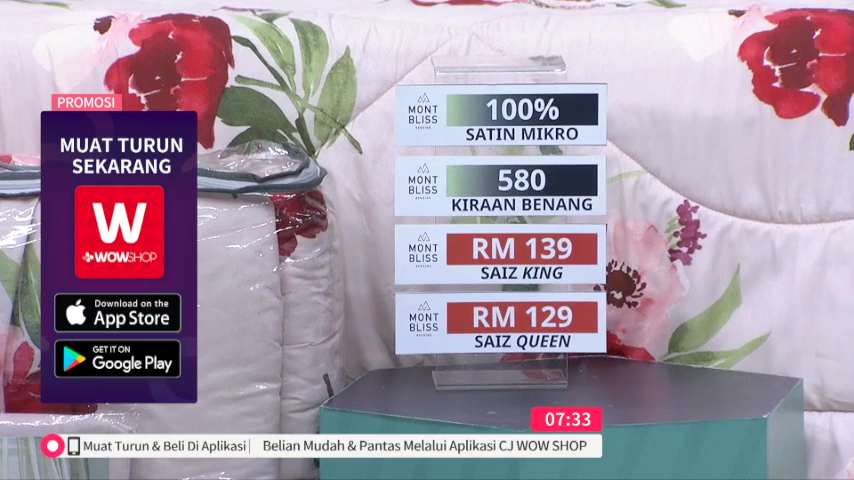 PROMOSI
MUAT TURUN
SEKARANG
W
WOWSHOP
Download on the
App Store
GET IT ON
Google Play
MONT
BLISS
100%
SATIN MIKRO
MONT
BLISS
580
KIRAAN BENANG
MONT
BLISS
RM 139
SAIZ KING
MONT
BLISS
RM 129
SAIZ QUEEN
07:33
Muat Turun & Beli Di Aplikasi
Belian Mudah & Pantas Melalui Aplikasi CJ WOW SHOP